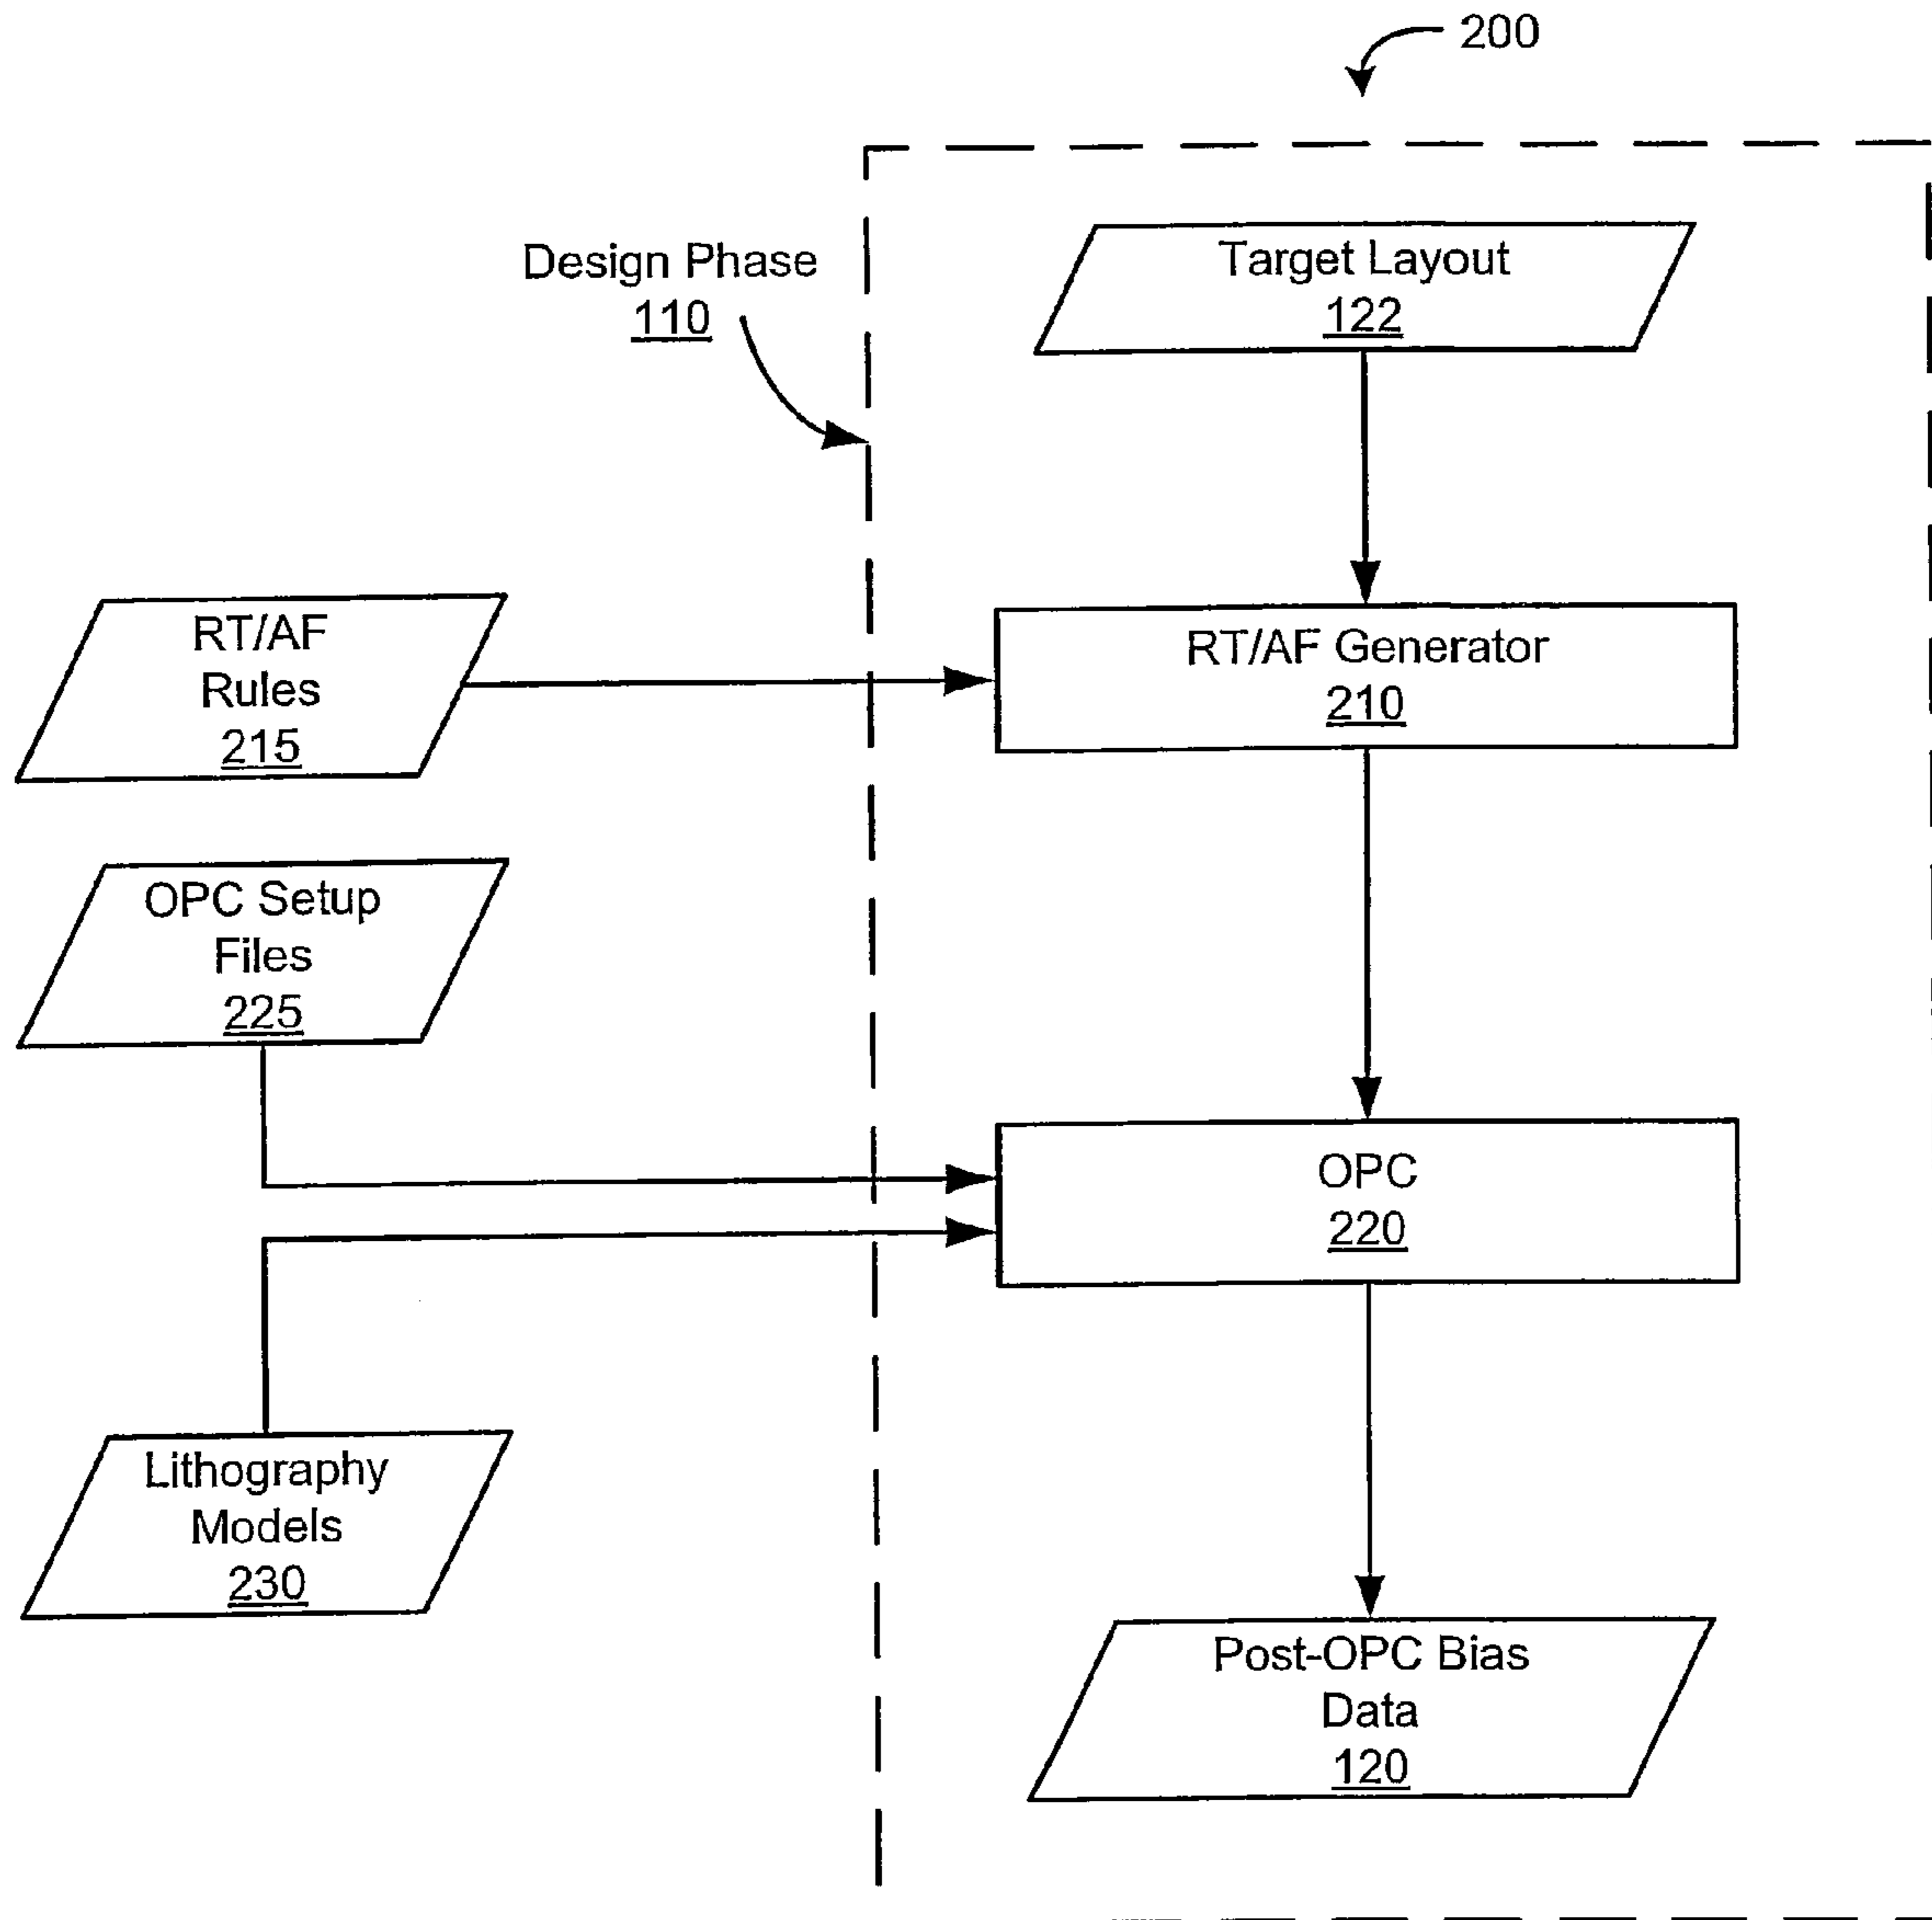 200
Design Phase
110
Target Layout
122
RT/AF
Rules
215
RT/AF Generator
210
OPC Setup
Files
225
OPC
220
Lithography
Models
230
Post-OPC Bias
Data
120